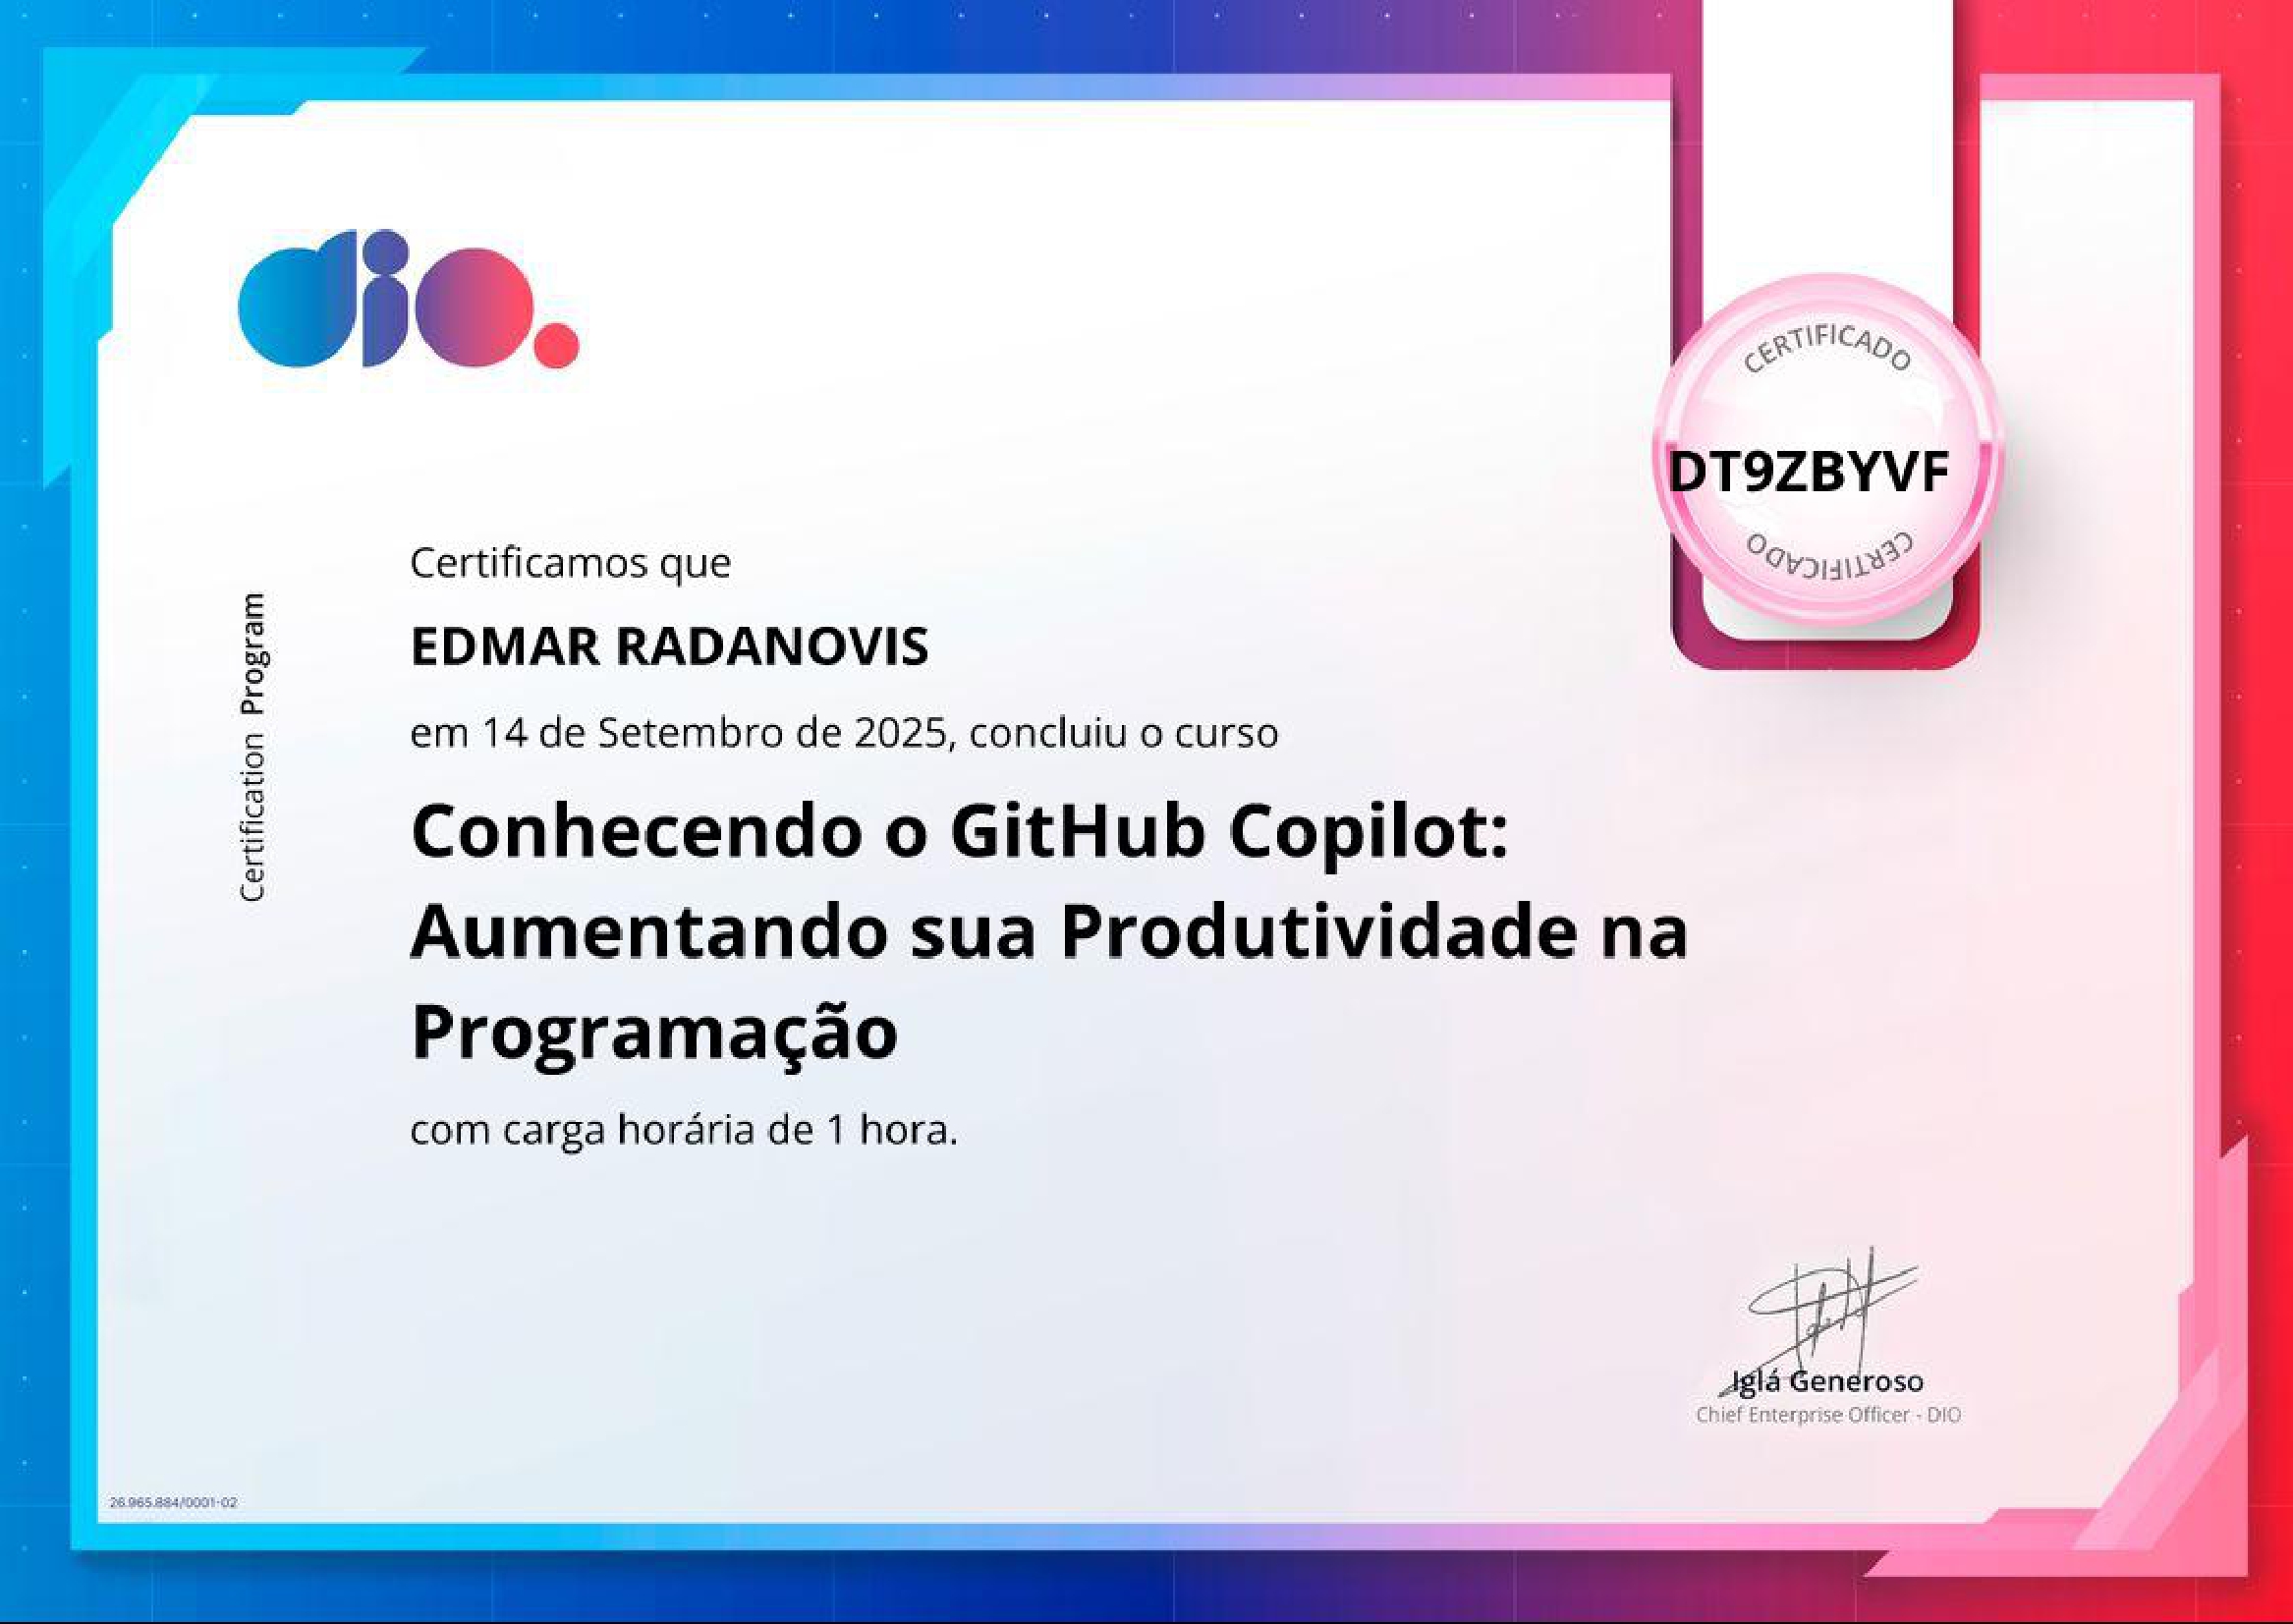 dio.
CERTIFICADO
DT9ZBYVF
CERTIFICADO
Certification Program
Certificamos que
EDMAR RADANOVIS
em 14 de Setembro de 2025, concluiu o curso
Conhecendo o GitHub Copilot:
Aumentando sua Produtividade na
Programação
com carga horária de 1 hora.
Iglá Generoso
Chief Enterprise Officer - DIO
26.965.884/0001-02